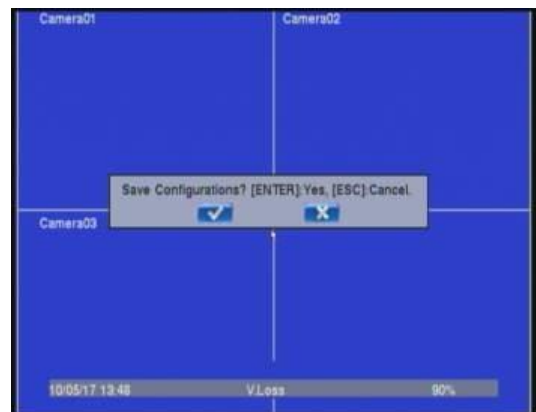 Camera01
Camera02
Save Configurations? [ENTER]:Yes, [ESC]:Cancel.
Camera03
10/05/17 13:48 V.Loss 90%